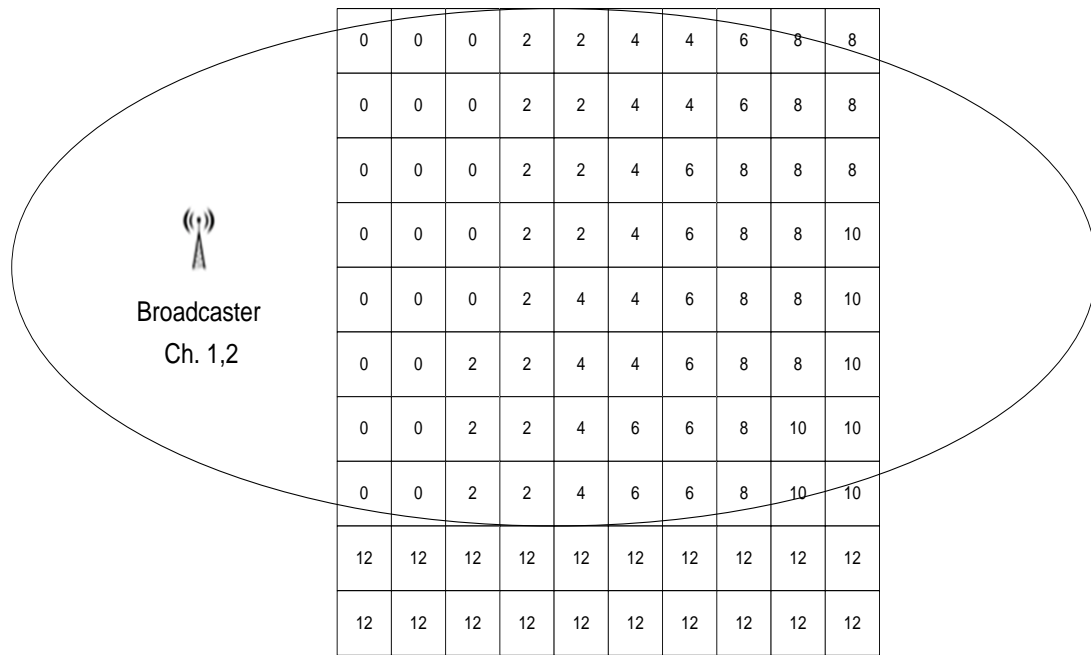 0 0 0 2 2 4 4 6 8 8
0 0 0 2 2 4 4 6 8 8
0 0 0 2 2 4 6 8 8 8
0 0 0 2 2 4 6 8 8 10
Broadcaster
Ch. 1,2
0 0 0 2 4 4 6 8 8 10
0 0 2 2 4 4 6 8 8 10
0 0 2 2 4 6 6 8 10 10
0 0 2 2 4 6 6 8 10 10
12 12 12 12 12 12 12 12 12 12
12 12 12 12 12 12 12 12 12 12